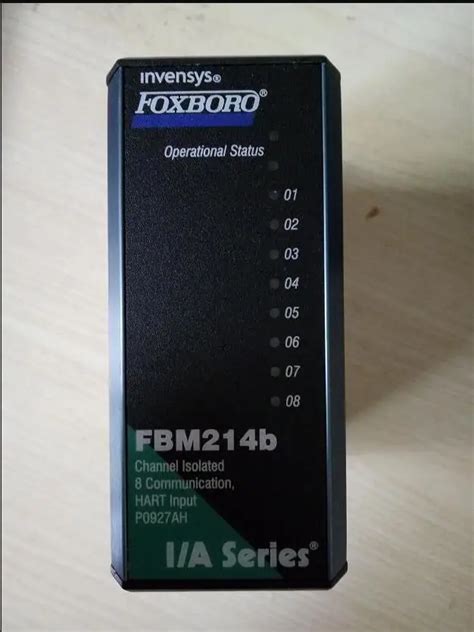 invensys®
FOXBORO®
Operational Status
01
02
03
04
05
06
07
08
FBM214b
Channel Isolated
8 Communication,
HART Input
P0927AH
I/A Series®